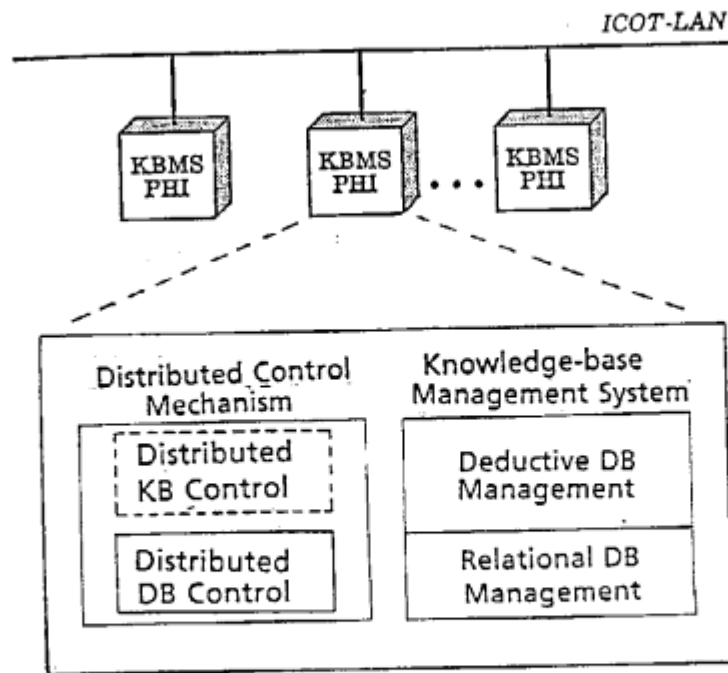 ICOT-LAN
KBMS
PHI
KBMS
PHI
KBMS
PHI
Distributed Control
Mechanism
Distributed
KB Control
Distributed
DB Control
Knowledge-base
Management System
Deductive DB
Management
Relational DB
Management